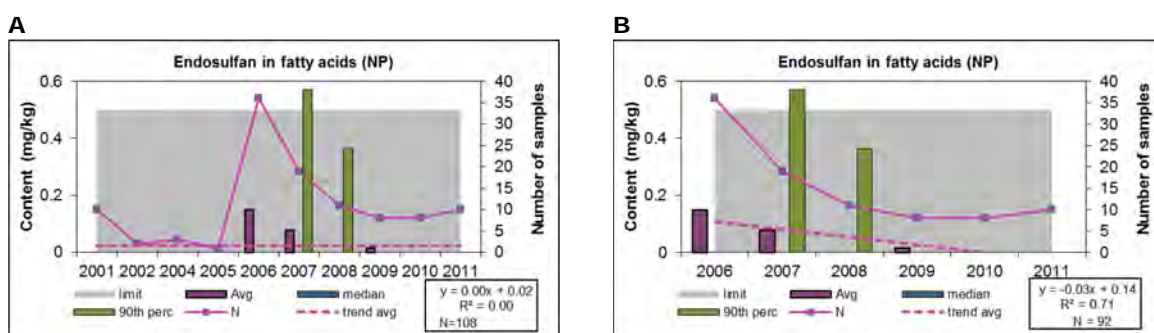 A
Endosulfan in fatty acids (NP)
Content (mg/kg)
0.6
0.4
0.2
0
40
35
30
25
20
15
10
5
0
Number of samples
2001 2002 2004 2005 2006 2007 2008 2009 2010 2011
limit Avg median
90th perc N trend avg
y = 0.00x + 0.02
R² = 0.00
N=108
B
Endosulfan in fatty acids (NP)
Content (mg/kg)
0.6
0.4
0.2
0
40
35
30
25
20
15
10
5
0
Number of samples
2006 2007 2008 2009 2010 2011
limit Avg median
90th perc N trend avg
y = -0.03x + 0.14
R² = 0.71
N = 92